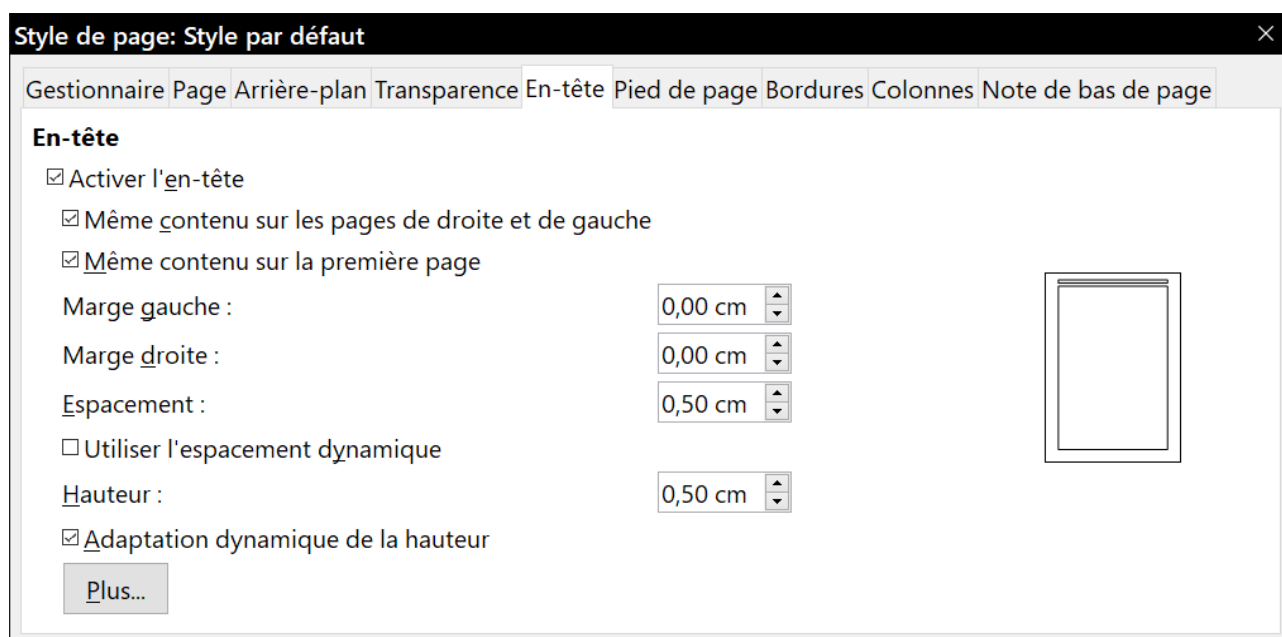 Style de page: Style par défaut
Gestionnaire Page Arrière-plan Transparence En-tête Pied de page Bordures Colonnes Note de bas de page
En-tête
Activer l'en-tête
Même contenu sur les pages de droite et de gauche
Même contenu sur la première page
Marge gauche : 0,00 cm
Marge droite : 0,00 cm
Espacement : 0,50 cm
Utiliser l'espacement dynamique
Hauteur : 0,50 cm
Adaptation dynamique de la hauteur
Plus...